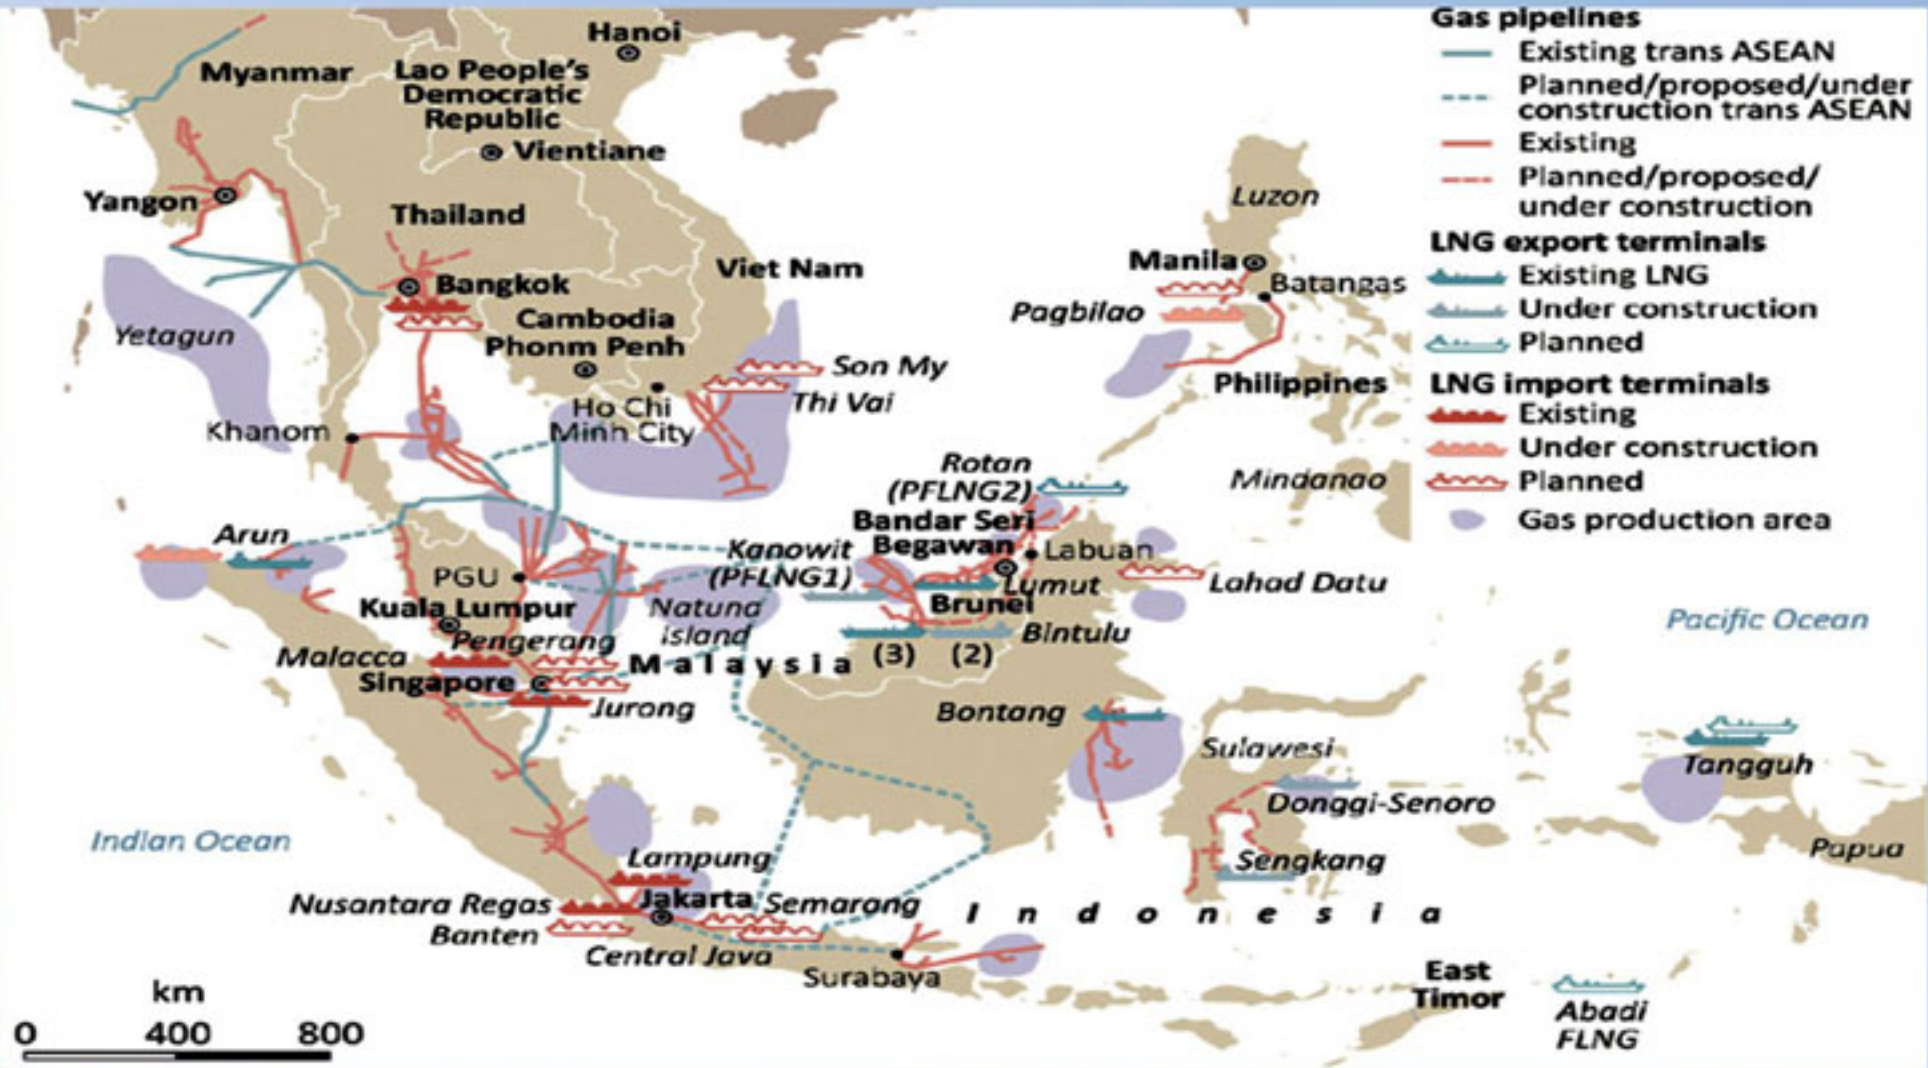 Gas pipelines
Existing trans ASEAN
Planned/proposed/under
construction trans ASEAN
Existing
Planned/proposed/
under construction
LNG export terminals
Existing LNG
Under construction
Planned
LNG import terminals
Existing
Under construction
Planned
Gas production area
Hanoi
Myanmar
Lao People's
Democratic
Republic
Vientiane
Yangon
Thailand
Luzon
Viet Nam
Manila
Batangas
Bangkok
Pagbilao
Cambodia
Yetagun
Phonm Penh
Son My
Philippines
Thi Vai
Ho Chi
Minh City
Khanom
Rotan
(PFLNG2)
Mindanao
Bandar Seri
Begawan
Arun
Kanowit
(PFLNG1)
Labuan
PGU
Lumut
Lahad Datu
Kuala Lumpur
Natuna
island
Brunei
Pacific Ocean
Pengerang
Bintulu
Malacca
Malaysia
(3)
(2)
Singapore
Jurong
Bontang
Sulawesi
Tangguh
Donggi-Senoro
Indian Ocean
Papua
Lampung
Sengkang
Nusantara Regas
Jakarta
Semarang
Indonesia
Banten
Central Java
Surabaya
East
Timor
Abadi
FLNG
km
0
400
800